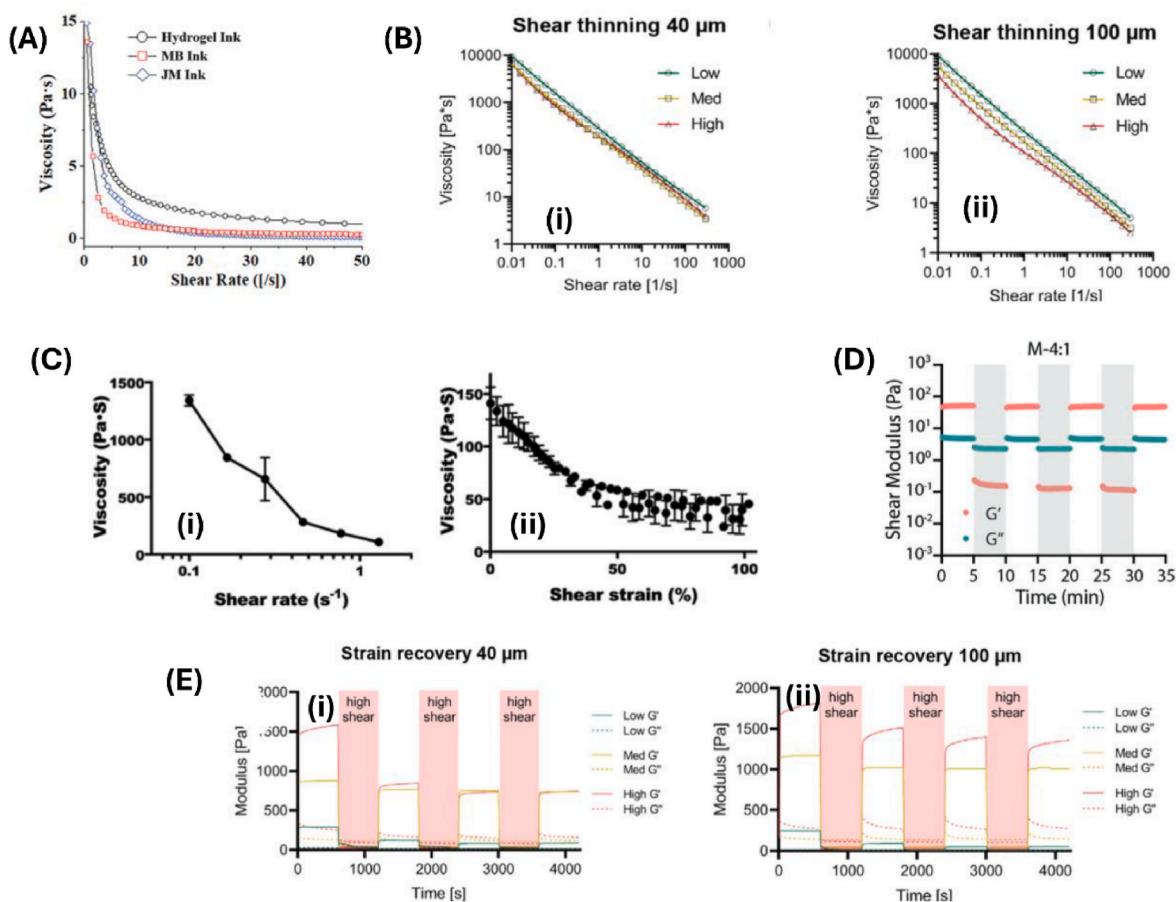 (A)
15
10
5
0
Viscosity (Pa·s)
Hydrogel Ink
MB Ink
JM Ink
0 10 20 30 40 50
Shear Rate ([/s])
(B)
Shear thinning 40 µm
Viscosity [Pa*s]
10000
1000
100
10
1
Low
Med
High
(i)
0.01 0.1 1 10 100 1000
Shear rate [1/s]
Shear thinning 100 µm
Viscosity [Pa*s]
10000
1000
100
10
1
Low
Med
High
(ii)
0.01 0.1 1 10 100 1000
Shear rate [1/s]
(C)
Viscosity (Pa·S)
1500
1000
500
0
(i)
0.1 1
Shear rate (s⁻¹)
Viscosity (Pa·S)
150
100
50
0
(ii)
0 50 100
Shear strain (%)
(D)
M-4:1
Shear Modulus (Pa)
10³
10²
10¹
10⁰
10⁻¹
10⁻²
10⁻³
G'
G"
0 5 10 15 20 25 30 35
Time (min)
(E)
Strain recovery 40 µm
(i)
Modulus [Pa]
2000
500
1000
500
0
high shear
high shear
high shear
Low G'
Low G"
Med G'
Med G"
High G'
High G"
0 1000 2000 3000 4000
Time [s]
Strain recovery 100 µm
(ii)
Modulus [Pa]
2000
1500
1000
500
0
high shear
high shear
high shear
Low G'
Low G"
Med G'
Med G"
High G'
High G"
0 1000 2000 3000 4000
Time [s]